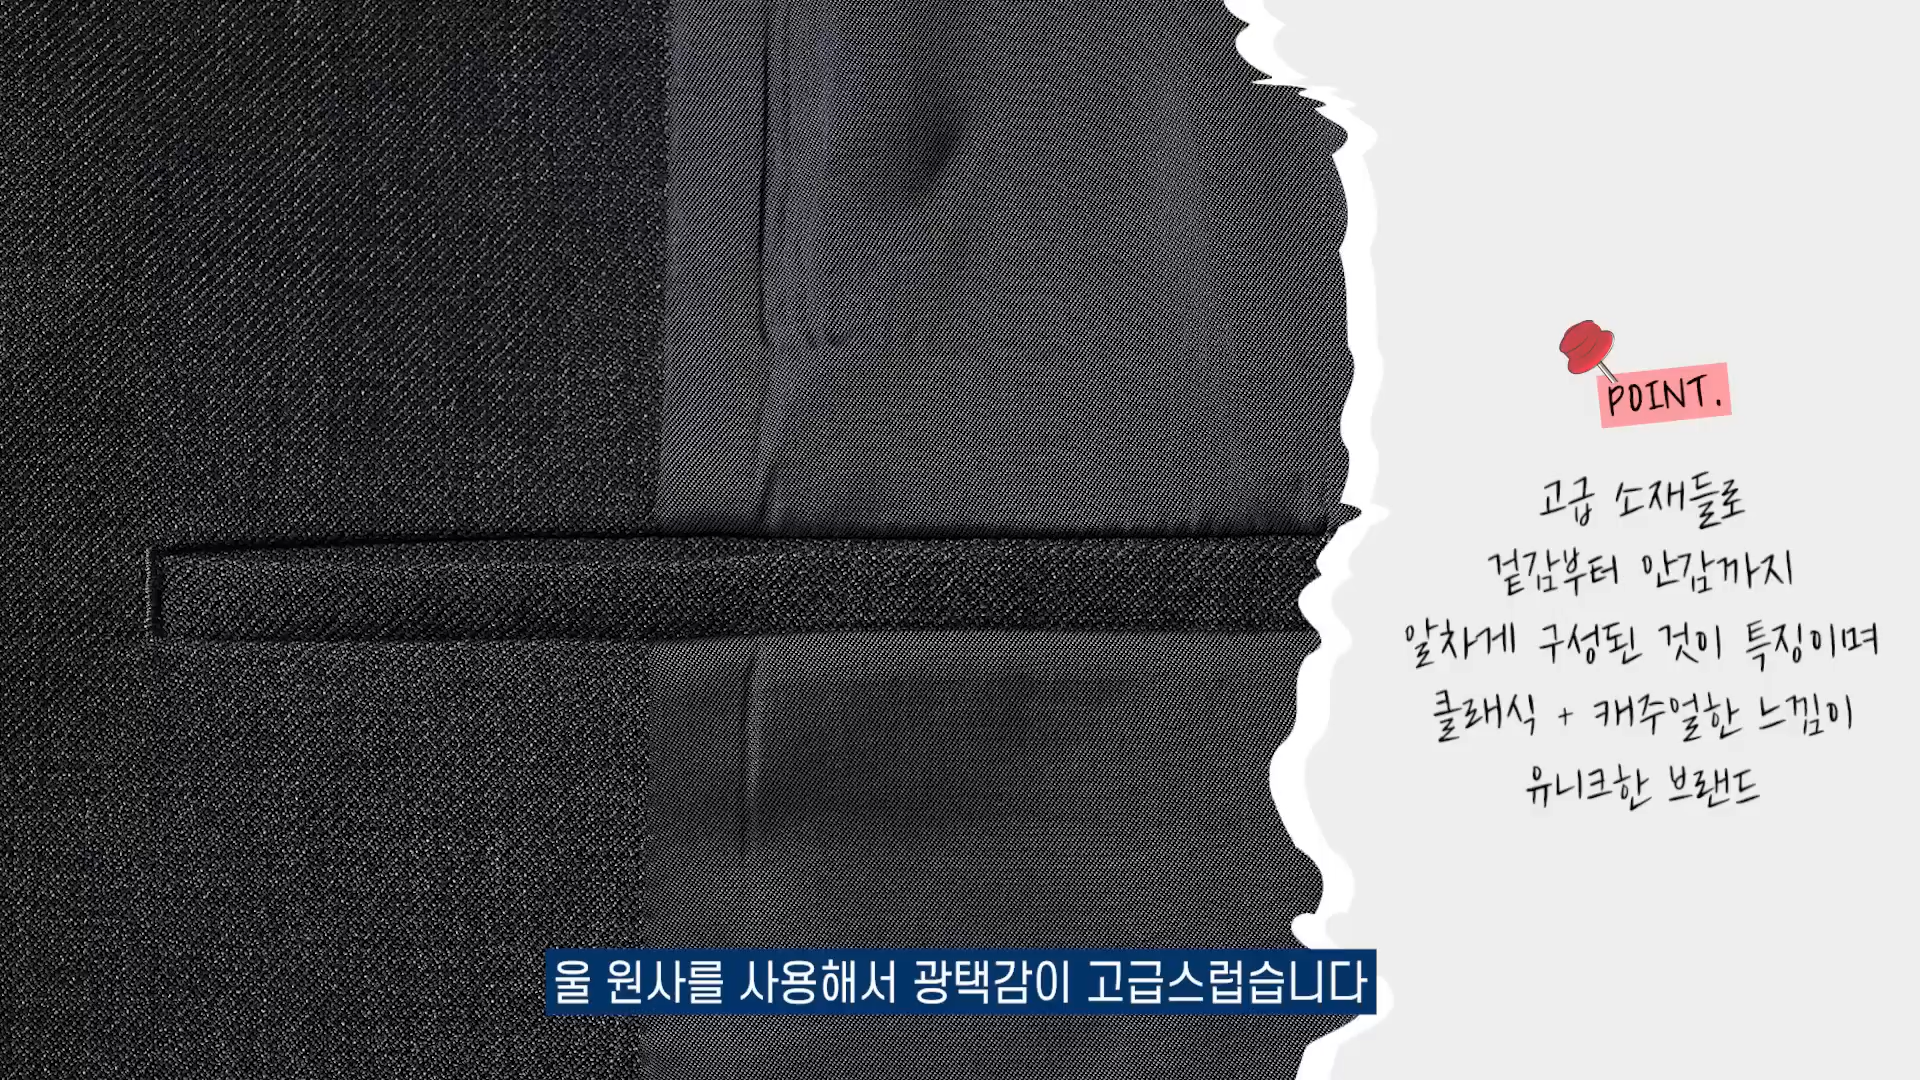 POINT.
고급 소재들로
겉감부터 안감까지
알차게 구성된 것이 특징이며
클래식 + 캐주얼한 느낌이
유니크한 브랜드
울 원사를 사용해서 광택감이 고급스럽습니다